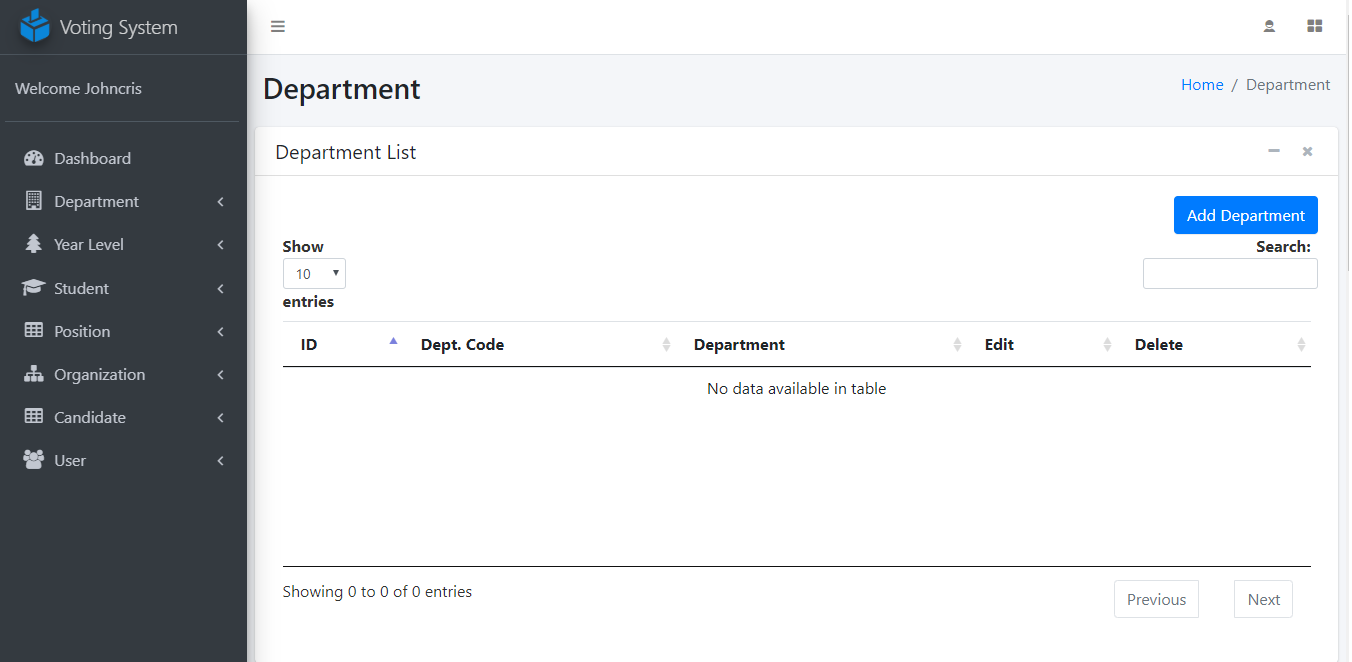 Voting System
Welcome Johncris
Dashboard
Department
Year Level
Student
Position
Organization
Candidate
User
Department
Home / Department
Department List
Add Department
Show
10
entries
Search:
ID Dept. Code Department Edit Delete
No data available in table
Showing 0 to 0 of 0 entries
Previous Next